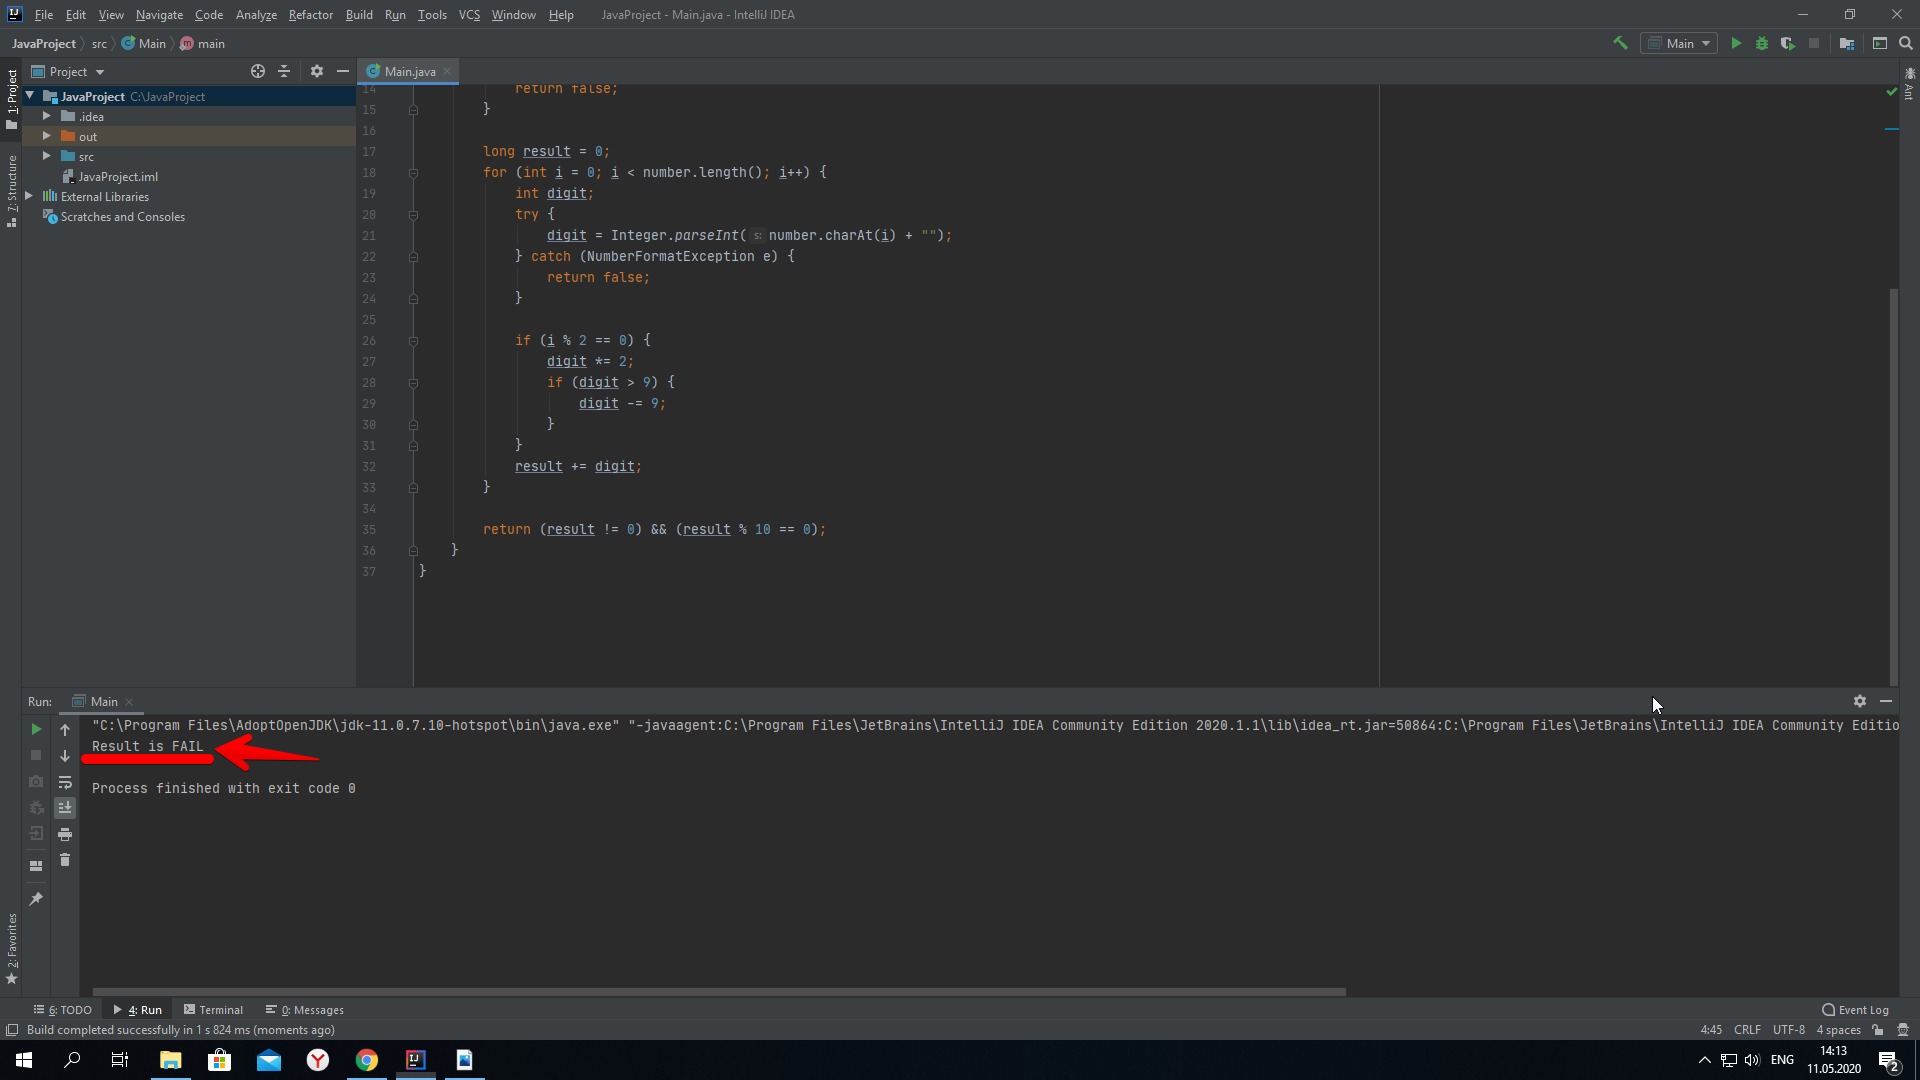 File Edit View Navigate Code Analyze Refactor Build Run Tools VCS Window Help JavaProject - Main.java - IntelliJ IDEA
JavaProject src Main main
Main
1: Project
Project
Main.java
JavaProject C:\JavaProject
.idea
out
src
JavaProject.iml
External Libraries
Scratches and Consoles
7: Structure
Ant
14 return false;
15 }
16
17 long result = 0;
18 for (int i = 0; i < number.length(); i++) {
19 int digit;
20 try {
21 digit = Integer.parseInt( s: number.charAt(i) + "");
22 } catch (NumberFormatException e) {
23 return false;
24 }
25
26 if (i % 2 == 0) {
27 digit *= 2;
28 if (digit > 9) {
29 digit -= 9;
30 }
31 }
32 result += digit;
33 }
34
35 return (result != 0) && (result % 10 == 0);
36 }
37 }
Run: Main
"C:\Program Files\AdoptOpenJDK\jdk-11.0.7.10-hotspot\bin\java.exe" "-javaagent:C:\Program Files\JetBrains\IntelliJ IDEA Community Edition 2020.1.1\lib\idea_rt.jar=50864:C:\Program Files\JetBrains\IntelliJ IDEA Community Editio
Result is FAIL
Process finished with exit code 0
2: Favorites
6: TODO 4: Run Terminal 0: Messages Event Log
Build completed successfully in 1 s 824 ms (moments ago) 4:45 CRLF UTF-8 4 spaces
ENG
14:13
11.05.2020
2